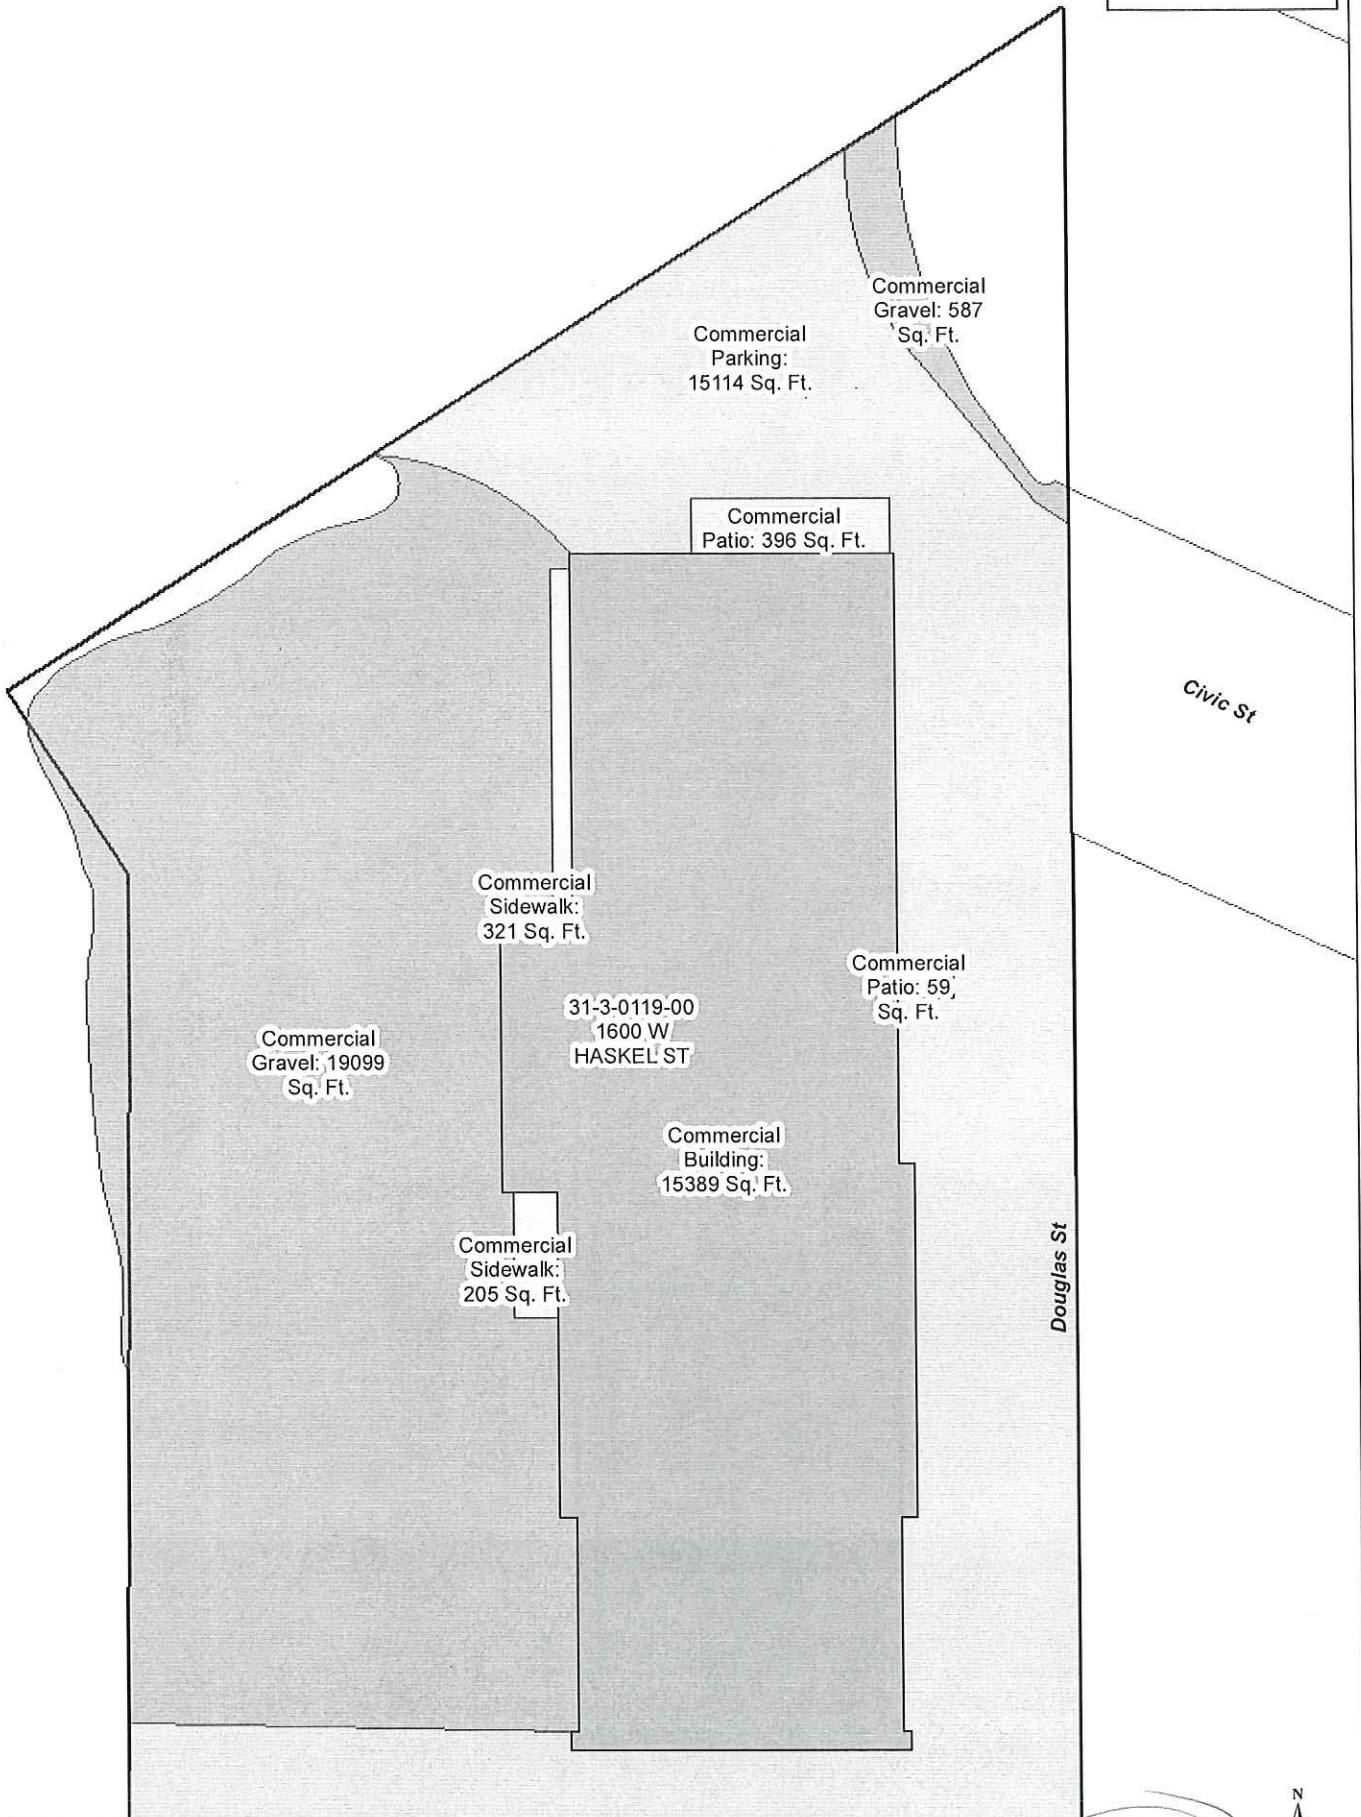 Commercial
Gravel: 587
Sq. Ft.
Commercial
Parking:
15114 Sq. Ft.
Commercial
Patio: 396 Sq. Ft.
Civic St
Commercial
Sidewalk:
321 Sq. Ft.
Commercial
Patio: 59
Sq. Ft.
31-3-0119-00
1600 W
HASKEL ST
Commercial
Gravel: 19099
Sq. Ft.
Commercial
Building:
15389 Sq. Ft.
Commercial
Sidewalk:
205 Sq. Ft.
Douglas St
N